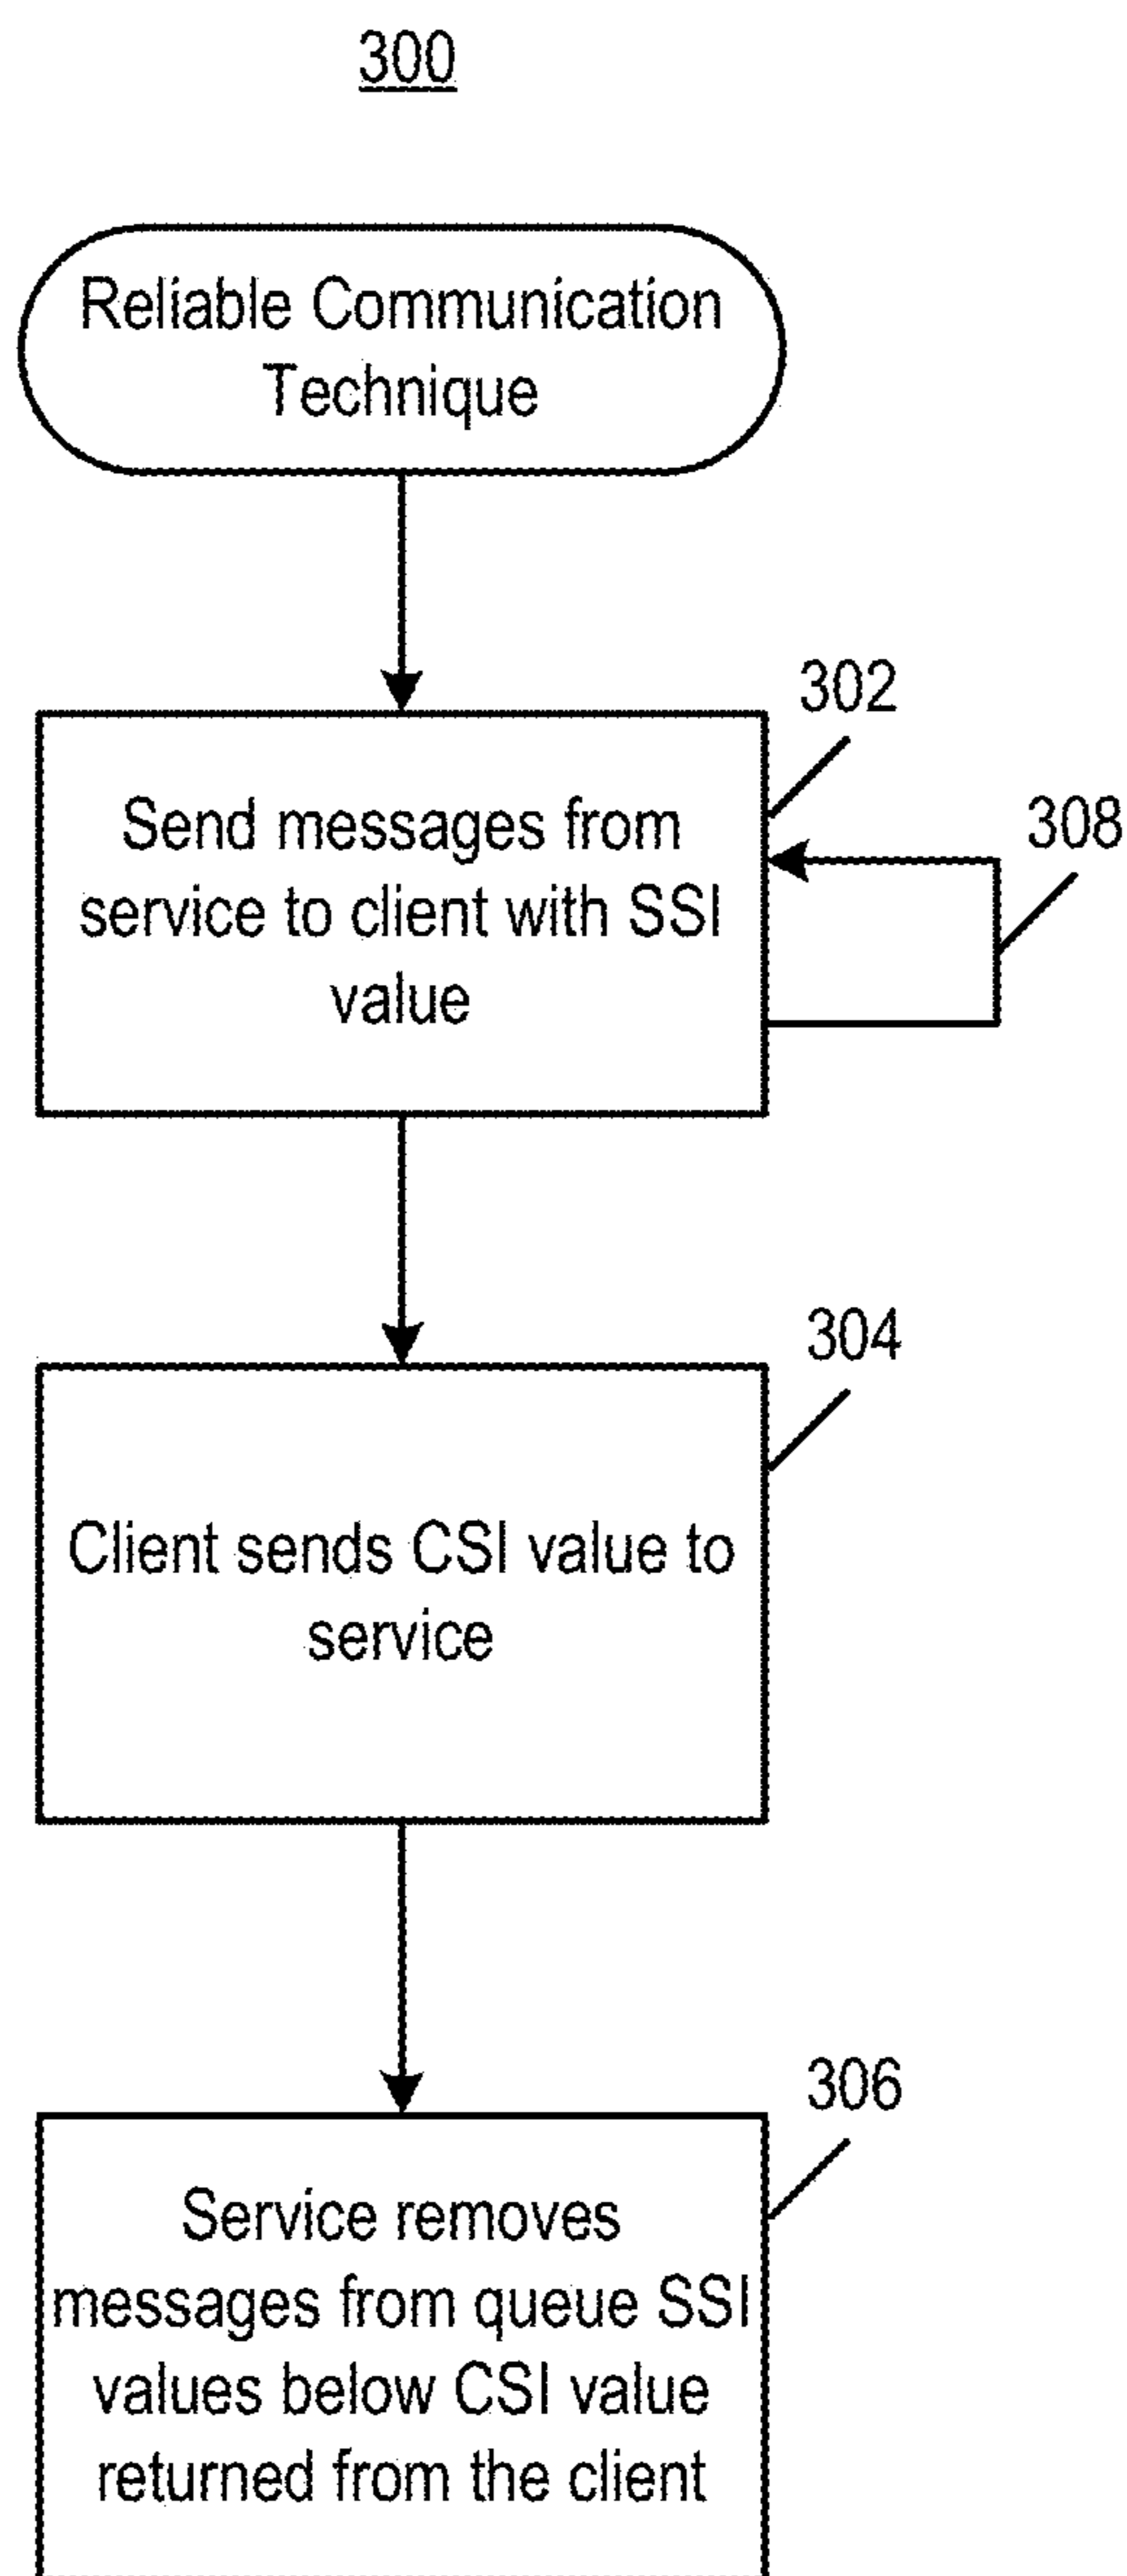 300
Reliable Communication
Technique
302
308
Send messages from
service to client with SSI
value
304
Client sends CSI value to
service
306
Service removes
messages from queue SSI
values below CSI value
returned from the client